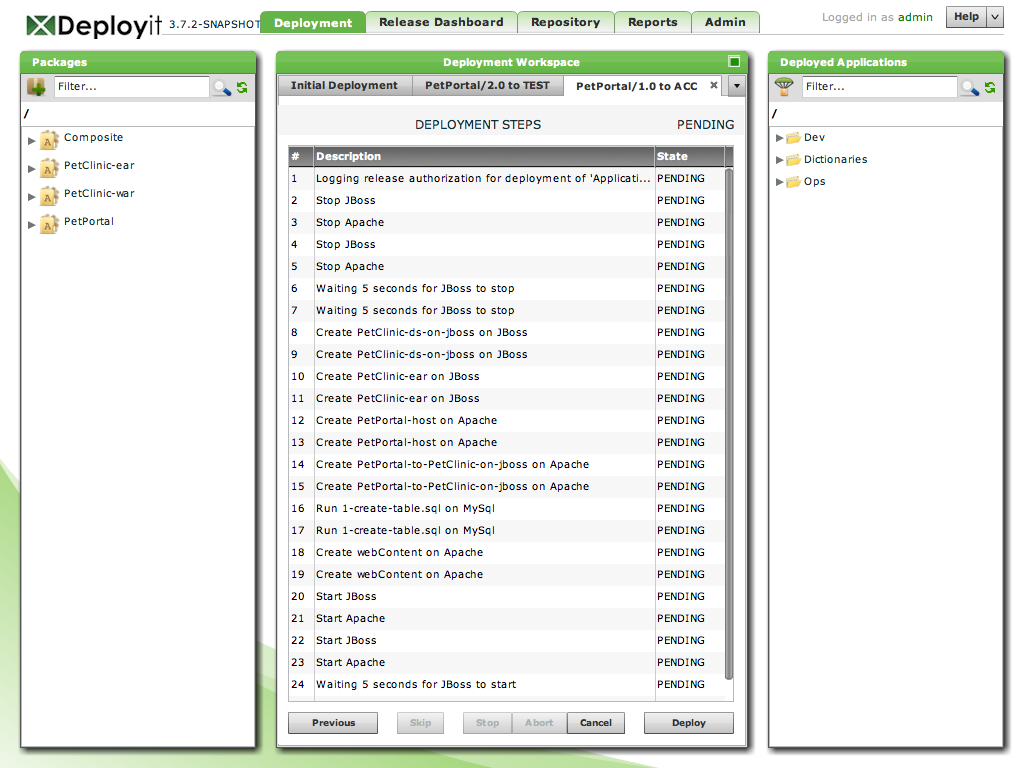 Deployit 3.7.2-SNAPSHOT
Deployment
Release Dashboard
Repository
Reports
Admin
Logged in as admin
Help
Packages
Filter...
/
Composite
PetClinic-ear
PetClinic-war
PetPortal
Deployment Workspace
Initial Deployment
PetPortal/2.0 to TEST
PetPortal/1.0 to ACC
DEPLOYMENT STEPS PENDING
# Description State
1 Logging release authorization for deployment of 'Applicati... PENDING
2 Stop JBoss PENDING
3 Stop Apache PENDING
4 Stop JBoss PENDING
5 Stop Apache PENDING
6 Waiting 5 seconds for JBoss to stop PENDING
7 Waiting 5 seconds for JBoss to stop PENDING
8 Create PetClinic-ds-on-jboss on JBoss PENDING
9 Create PetClinic-ds-on-jboss on JBoss PENDING
10 Create PetClinic-ear on JBoss PENDING
11 Create PetClinic-ear on JBoss PENDING
12 Create PetPortal-host on Apache PENDING
13 Create PetPortal-host on Apache PENDING
14 Create PetPortal-to-PetClinic-on-jboss on Apache PENDING
15 Create PetPortal-to-PetClinic-on-jboss on Apache PENDING
16 Run 1-create-table.sql on MySql PENDING
17 Run 1-create-table.sql on MySql PENDING
18 Create webContent on Apache PENDING
19 Create webContent on Apache PENDING
20 Start JBoss PENDING
21 Start Apache PENDING
22 Start JBoss PENDING
23 Start Apache PENDING
24 Waiting 5 seconds for JBoss to start PENDING
Previous
Skip
Stop
Abort
Cancel
Deploy
Deployed Applications
Filter...
/
Dev
Dictionaries
Ops